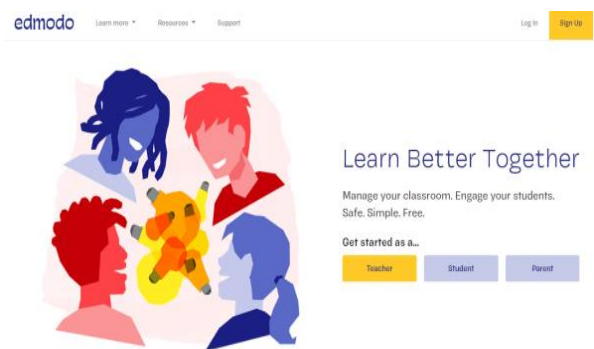 edmodo
Learn more
Resources
Support
Log In
Sign Up
Learn Better Together
Manage your classroom. Engage your students.
Safe. Simple. Free.
Get started as a...
Teacher
Student
Parent